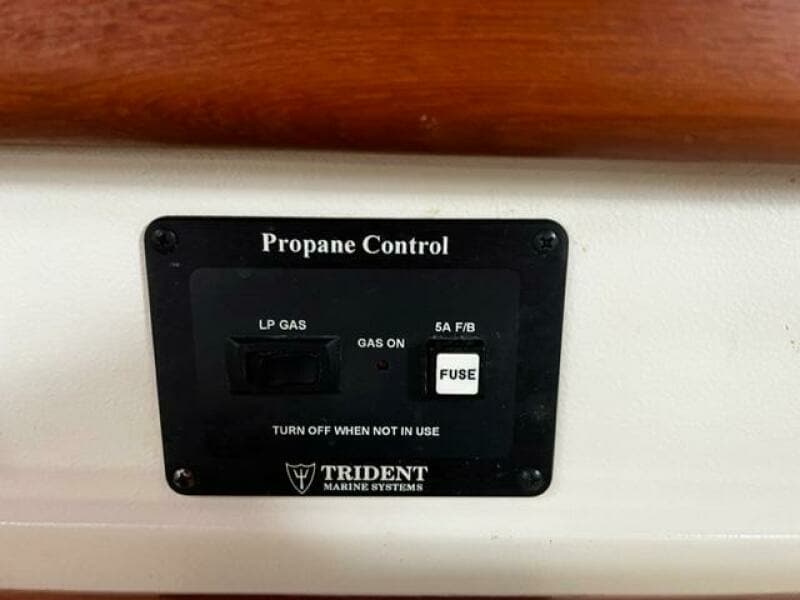 Propane Control
LP GAS
GAS ON
5A F/B
FUSE
TURN OFF WHEN NOT IN USE
TRIDENT
MARINE SYSTEMS